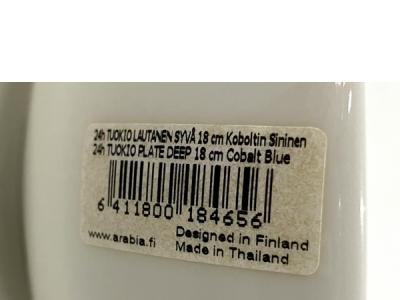 24h TUOKIO LAUTANEN SYVÄ 18 cm Koboltin Sininen
24h TUOKIO PLATE DEEP 18 cm Cobalt Blue
6 411800 184656
www.arabia.fi
Designed in Finland
Made in Thailand